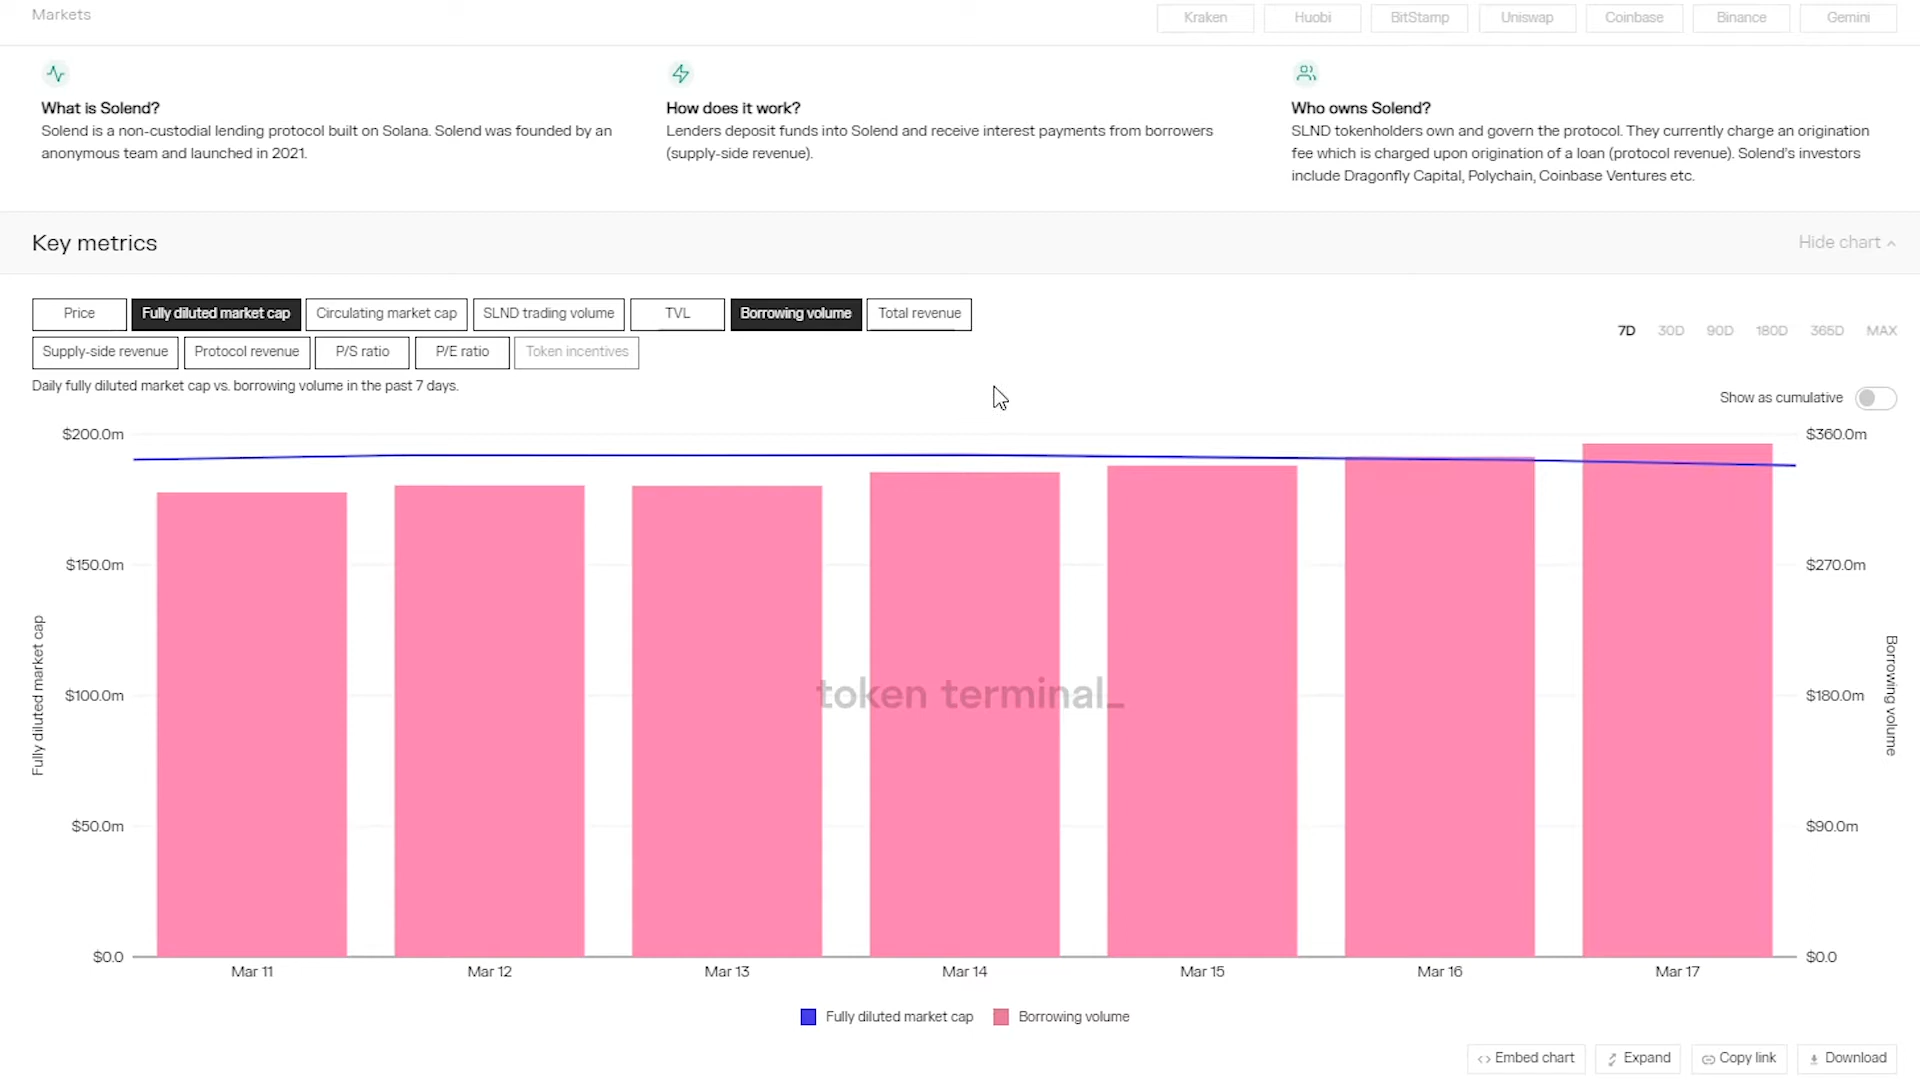 Markets
Kraken
Huobi
BitStamp
Uniswap
Coinbase
Binance
Gemini
What is Solend?
Solend is a non-custodial lending protocol built on Solana. Solend was founded by an
anonymous team and launched in 2021.
How does it work?
Lenders deposit funds into Solend and receive interest payments from borrowers
(supply-side revenue).
Who owns Solend?
SLND tokenholders own and govern the protocol. They currently charge an origination
fee which is charged upon origination of a loan (protocol revenue). Solend's investors
include Dragonfly Capital, Polychain, Coinbase Ventures etc.
Key metrics
Hide chart
Price
Fully diluted market cap
Circulating market cap
SLND trading volume
TVL
Borrowing volume
Total revenue
Supply-side revenue
Protocol revenue
P/S ratio
P/E ratio
Token incentives
7D
30D
90D
180D
365D
MAX
Daily fully diluted market cap vs. borrowing volume in the past 7 days.
Show as cumulative
$200.0m
$150.0m
$100.0m
$50.0m
$0.0
Fully diluted market cap
$360.0m
$270.0m
$180.0m
$90.0m
$0.0
Borrowing volume
token terminal_
Mar 11
Mar 12
Mar 13
Mar 14
Mar 15
Mar 16
Mar 17
Fully diluted market cap
Borrowing volume
Embed chart
Expand
Copy link
Download